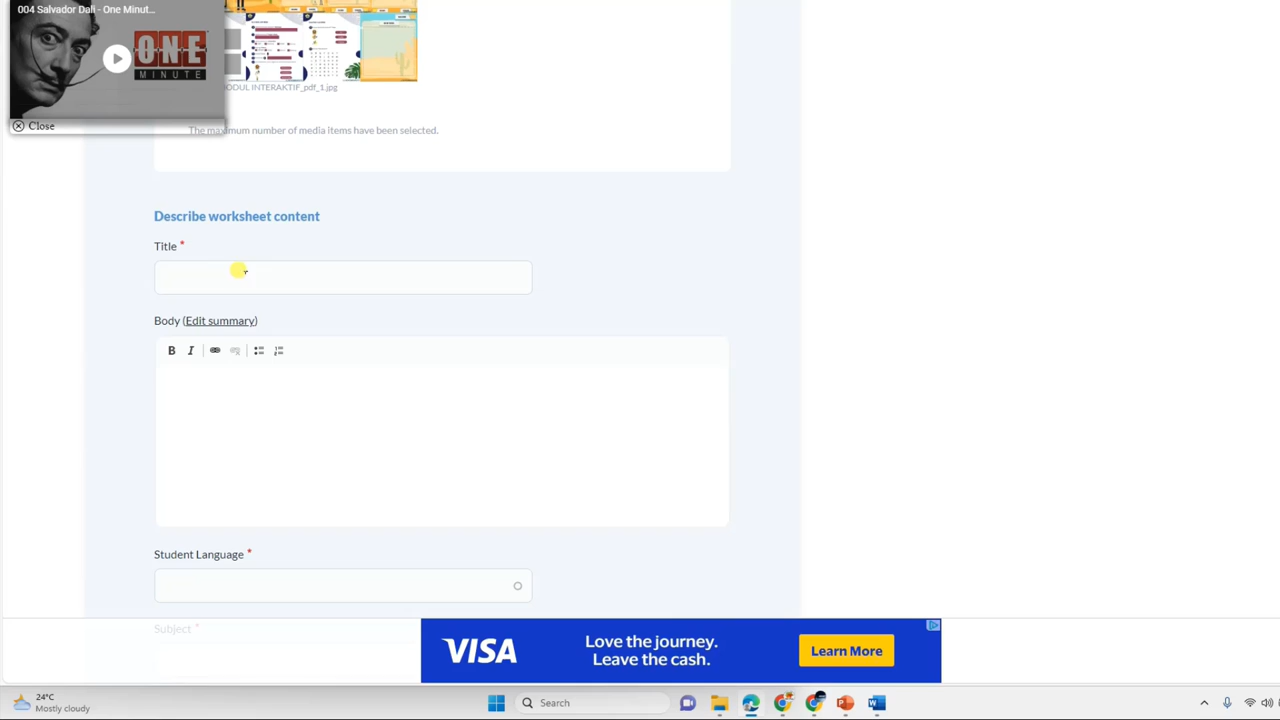 004 Salvador Dali - One Minut...
ONE
MINUTE
Close
ODUL INTERAKTIF_pdf_1.jpg
The maximum number of media items have been selected.
Describe worksheet content
Title *
Body (Edit summary)
B I
Student Language *
Subject *
VISA
Love the journey.
Leave the cash.
Learn More
24°C
Mostly cloudy
Search